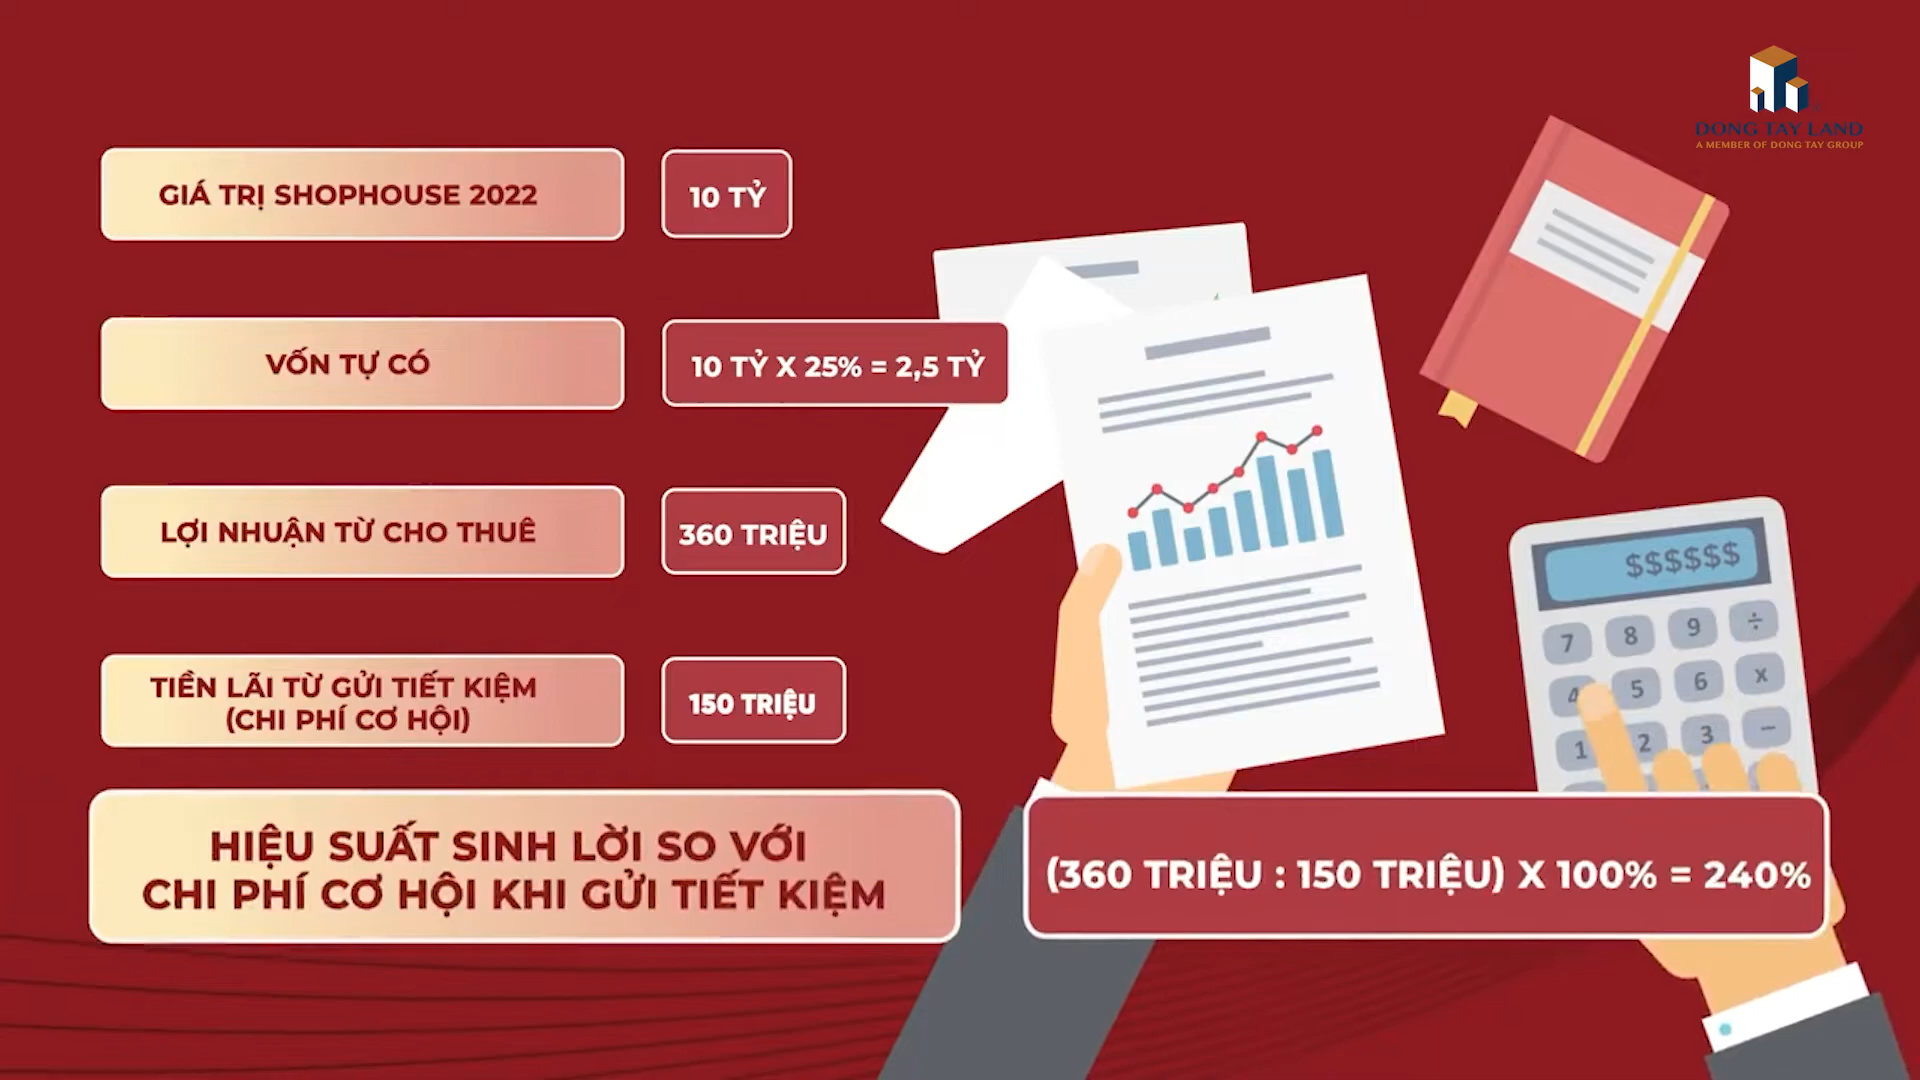 DONG TAY LAND
A MEMBER OF DONG TAY GROUP
GIÁ TRỊ SHOPHOUSE 2022
10 TỶ
VỐN TỰ CÓ
10 TỶ X 25% = 2,5 TỶ
LỢI NHUẬN TỪ CHO THUÊ
360 TRIỆU
TIỀN LÃI TỪ GỬI TIẾT KIỆM
(CHI PHÍ CƠ HỘI)
150 TRIỆU
HIỆU SUẤT SINH LỜI SO VỚI
CHI PHÍ CƠ HỘI KHI GỬI TIẾT KIỆM
(360 TRIỆU : 150 TRIỆU) X 100% = 240%
$$$$$$
7 8 9 ÷
4 5 6 x
1 2 3 −